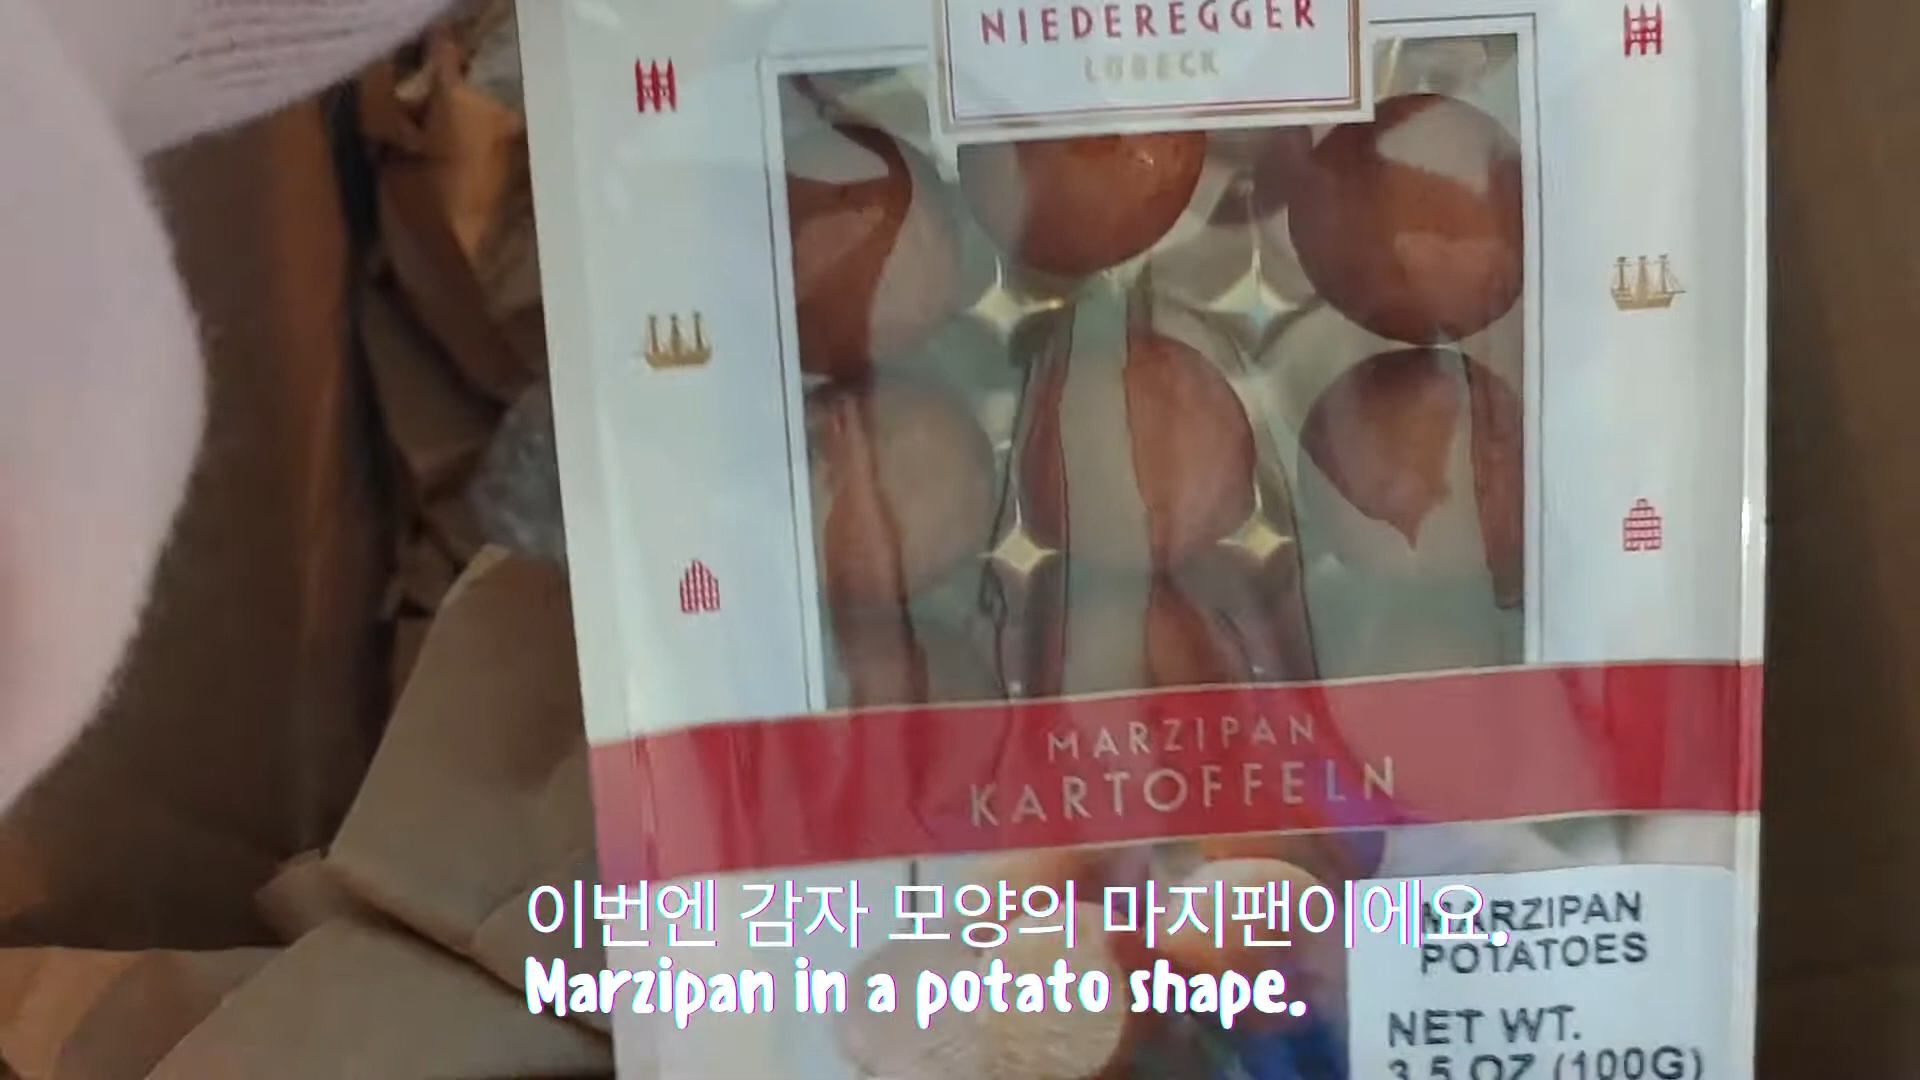 NIEDEREGGER
LÜBECK
MARZIPAN
KARTOFFELN
이번엔 감자 모양의 마지팬이에요.
Marzipan in a potato shape.
MARZIPAN
POTATOES
NET WT.
3.5 OZ (100G)